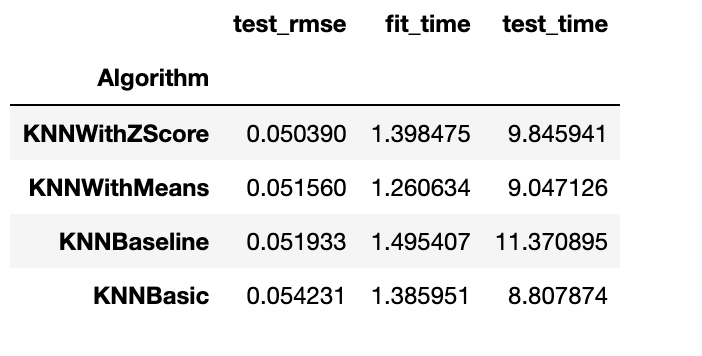 test_rmse fit_time test_time
Algorithm
KNNWithZScore 0.050390 1.398475 9.845941
KNNWithMeans 0.051560 1.260634 9.047126
KNNBaseline 0.051933 1.495407 11.370895
KNNBasic 0.054231 1.385951 8.807874